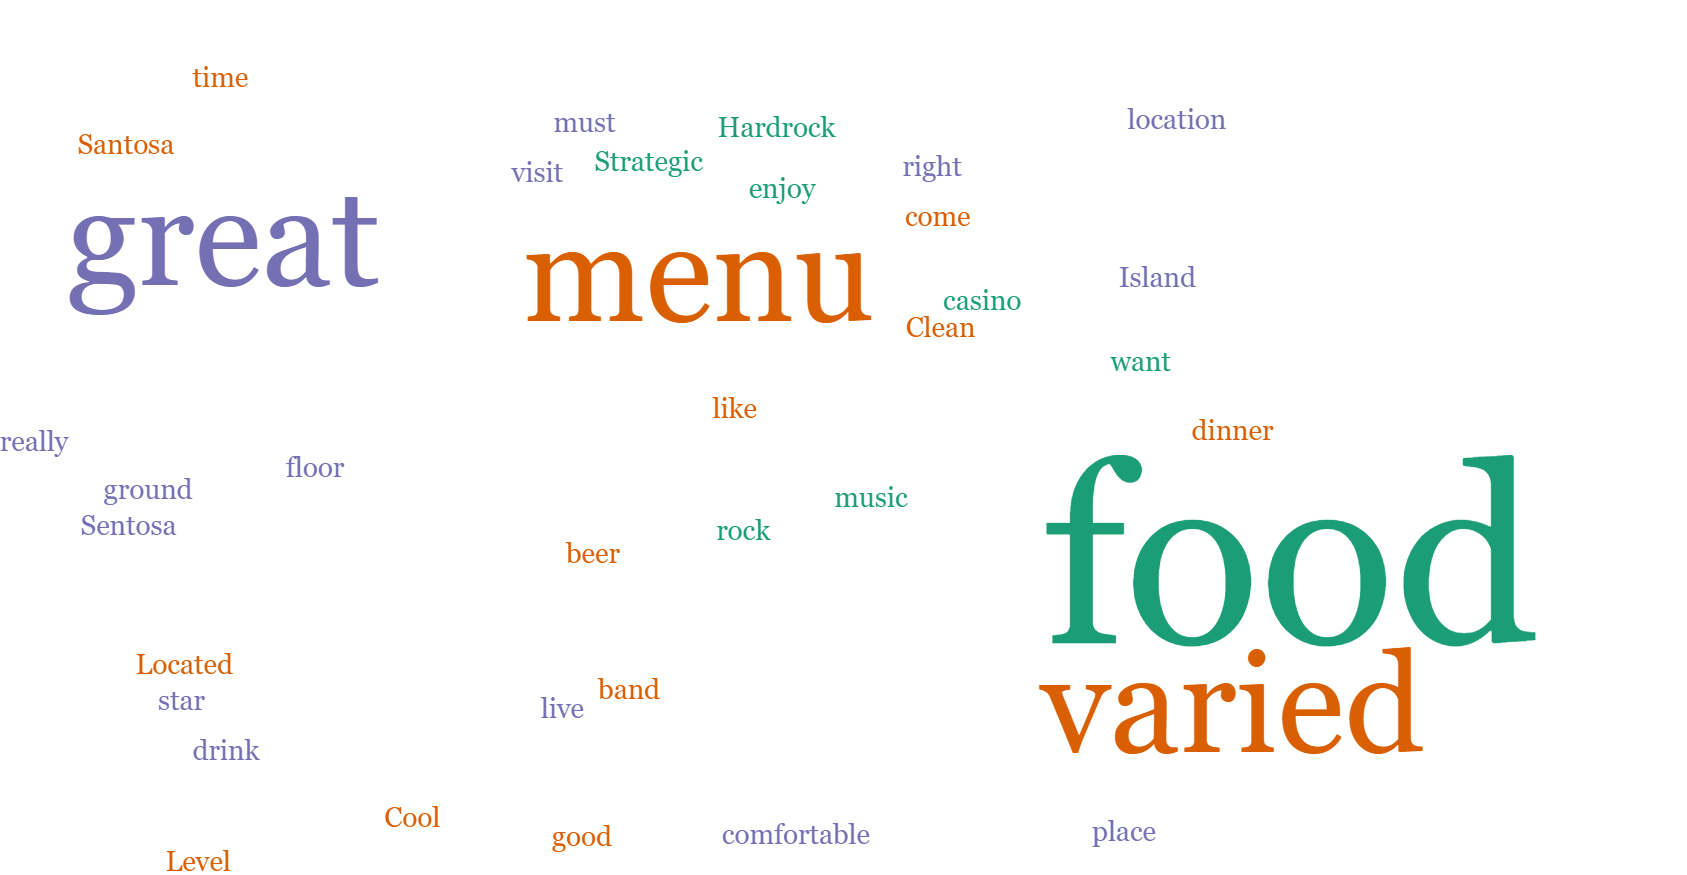 time
must
Hardrock
location
Santosa
visit
Strategic
right
enjoy
great
come
menu
Island
casino
Clean
want
like
dinner
really
floor
ground
music
Sentosa
rock
beer
food
Located
star
live
band
varied
drink
Cool
good
comfortable
place
Level